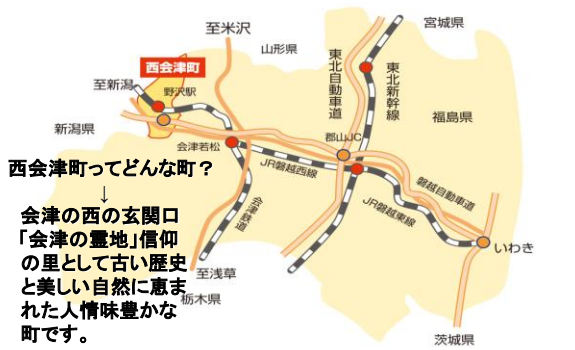 宮城県
至米沢
山形県
東北自動車道
東北新幹線
西会津町
至新潟
野沢駅
福島県
新潟県
郡山JC
会津若松
JR磐越西線
磐越自動車道
西会津町ってどんな町？
↓
会津の西の玄関口
「会津の霊地」信仰
の里として古い歴史
と美しい自然に恵ま
れた人情味豊かな
町です。
会津鉄道
JR磐越東線
いわき
至浅草
栃木県
茨城県